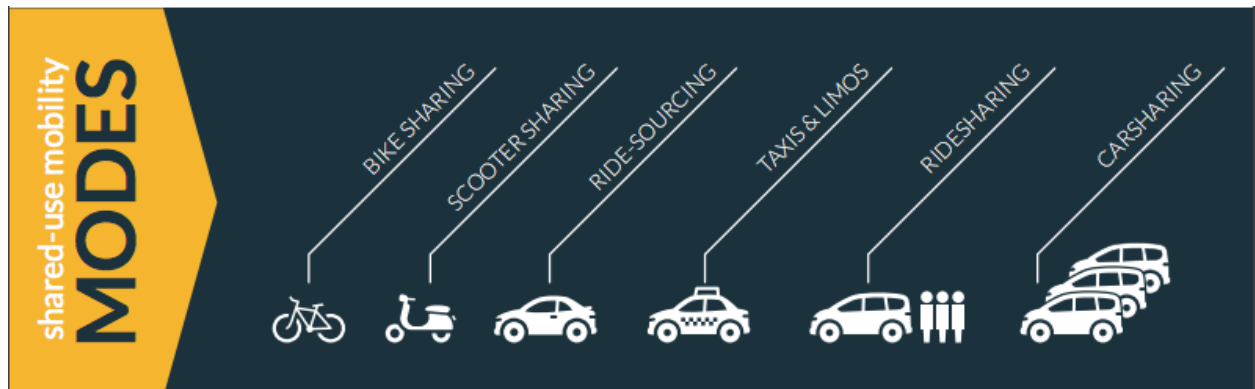 shared-use mobility
MODES
BIKE SHARING
SCOOTER SHARING
RIDE-SOURCING
TAXIS & LIMOS
RIDESHARING
CARSHARING